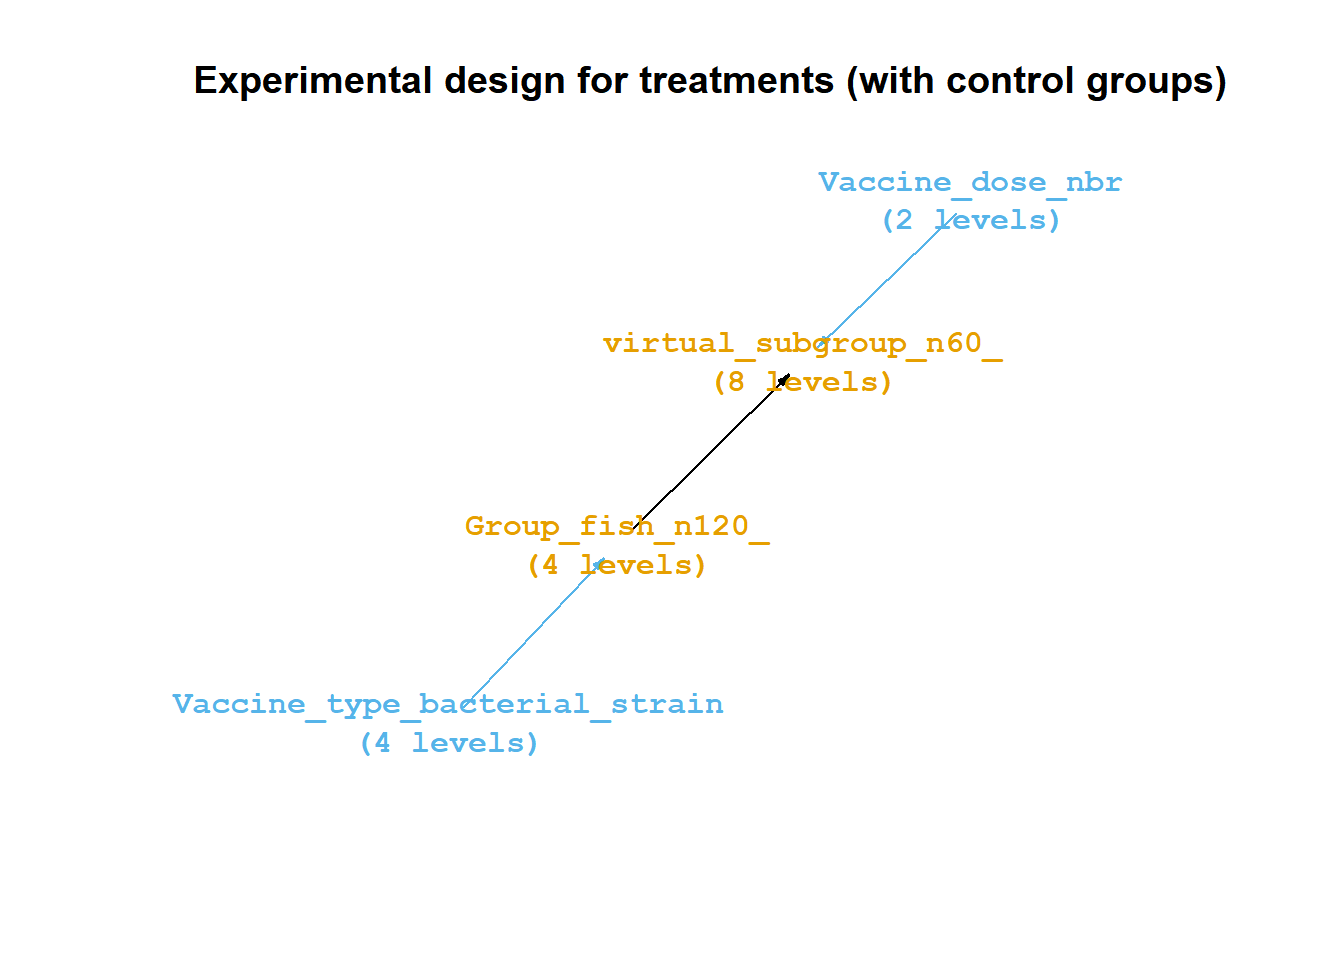 Experimental design for treatments (with control groups)
Vaccine_dose_nbr
(2 levels)
virtual_subgroup_n60_
(8 levels)
Group_fish_n120_
(4 levels)
Vaccine_type_bacterial_strain
(4 levels)